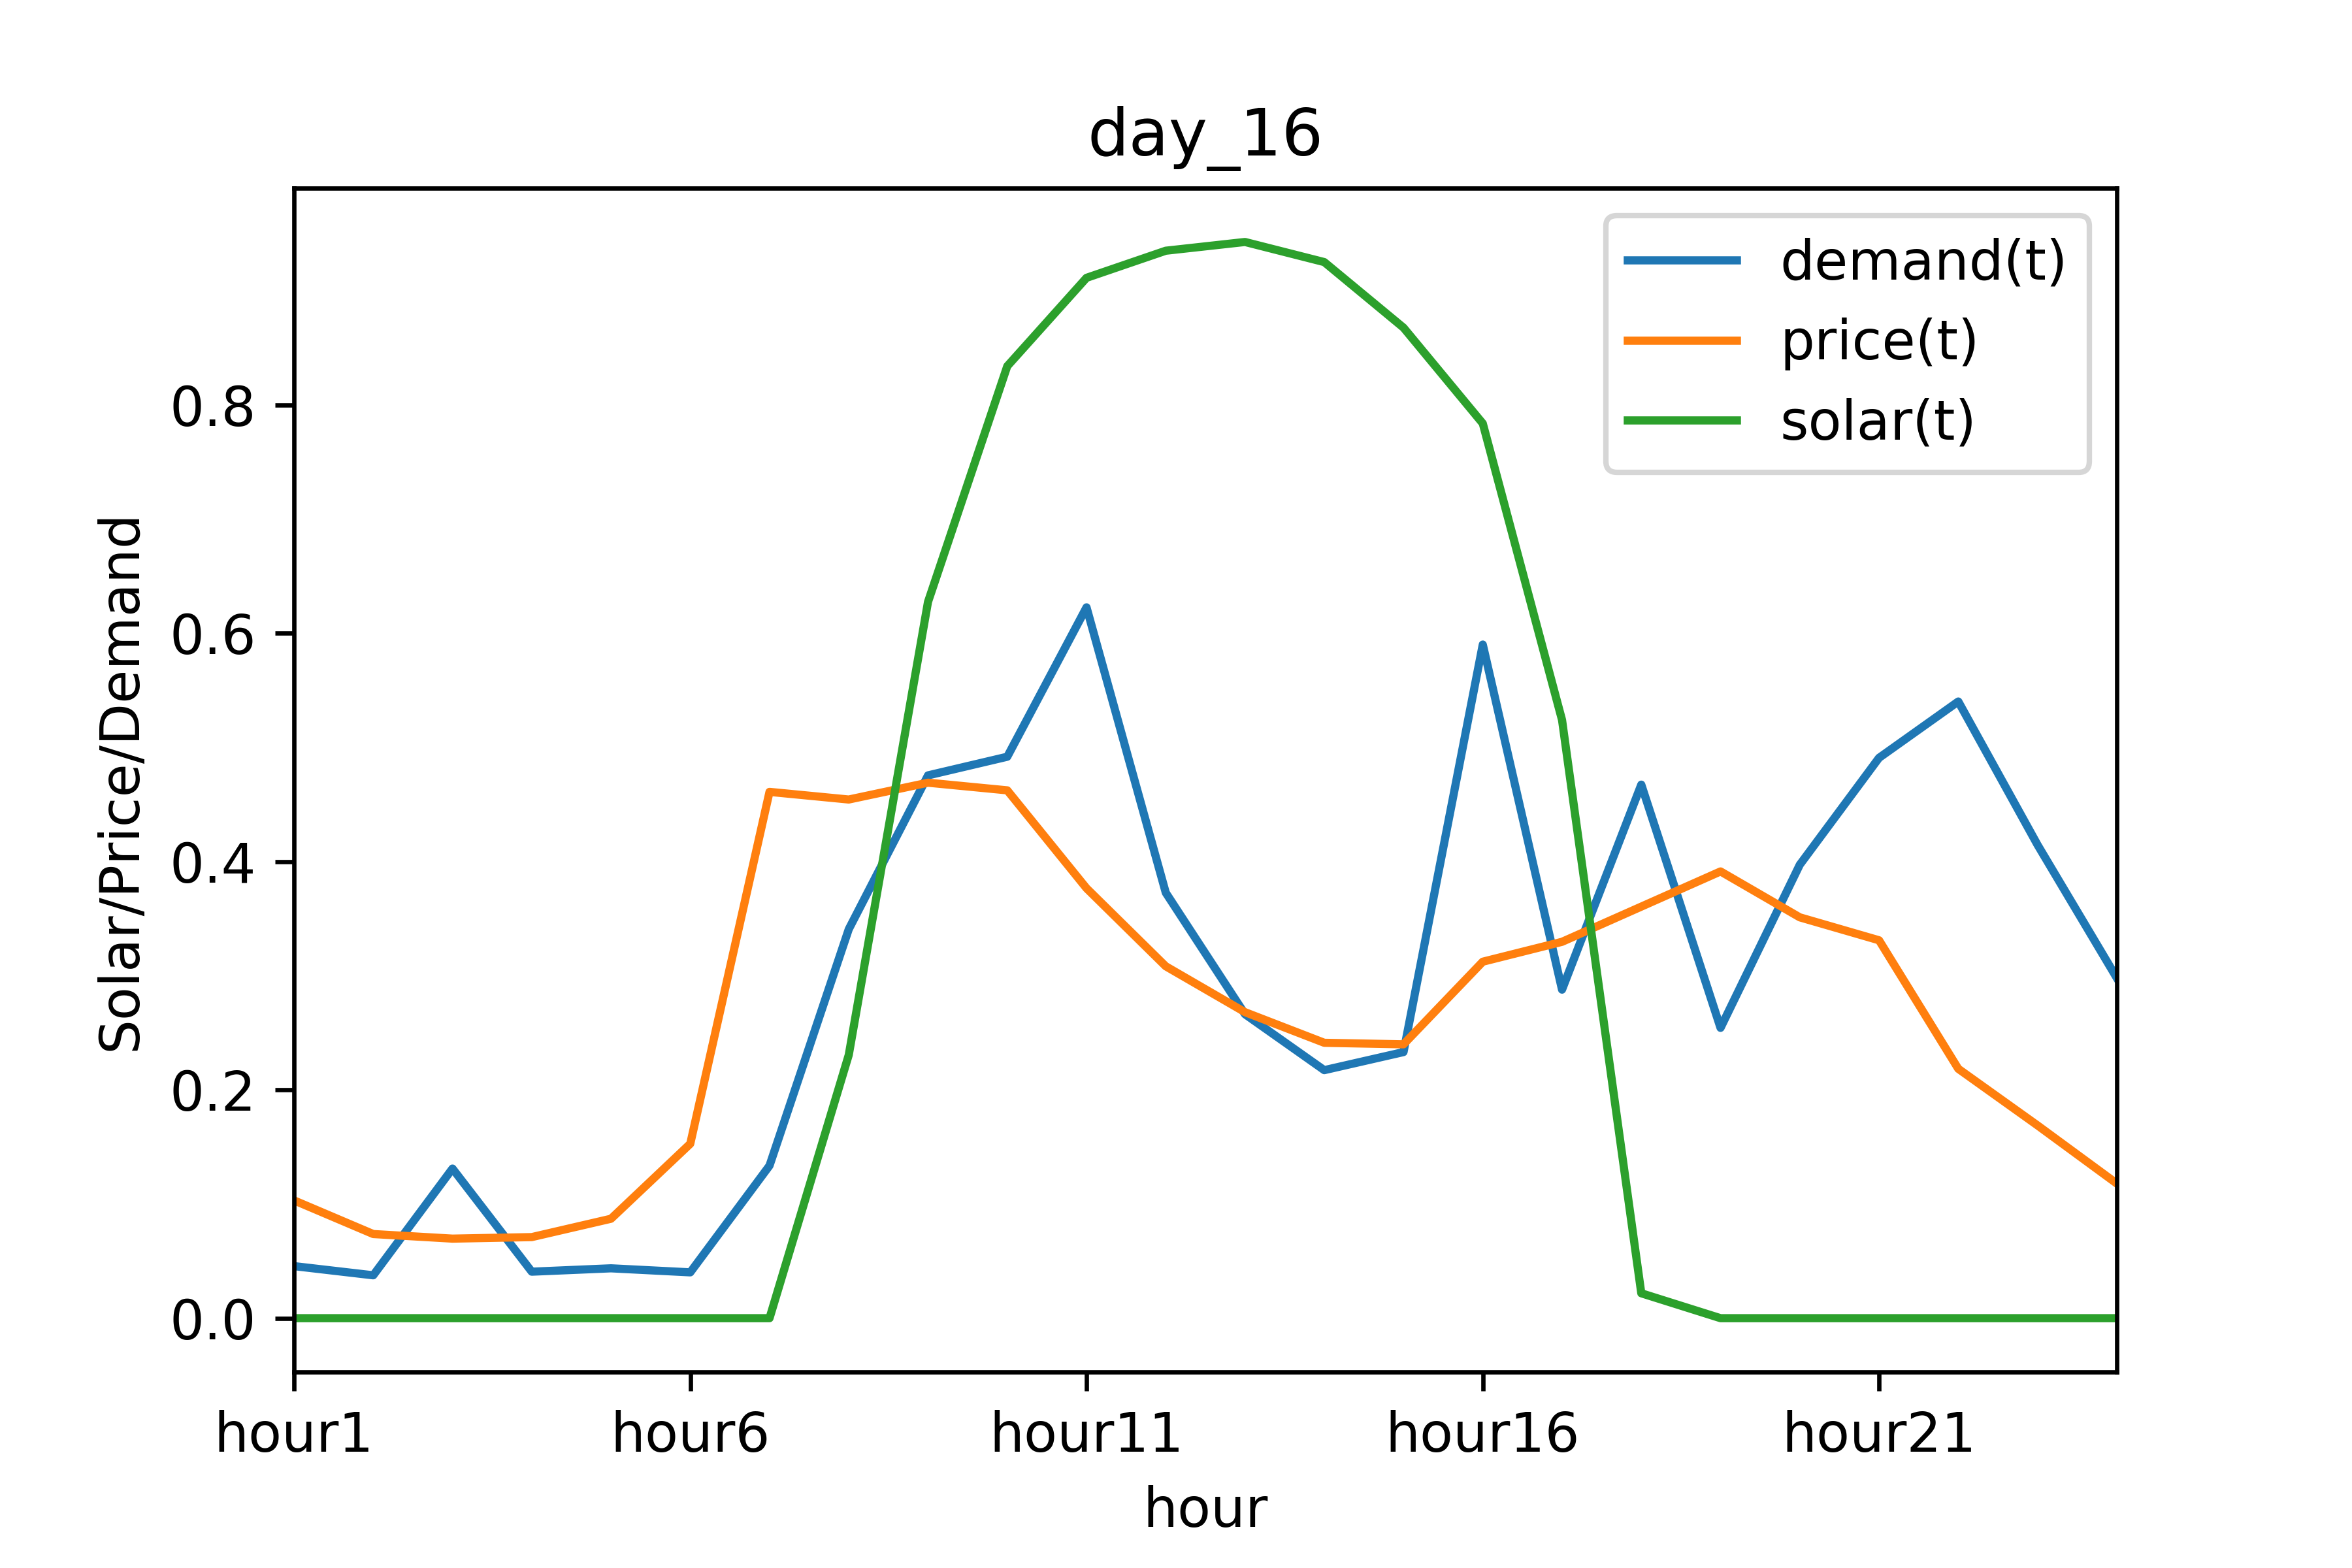 day_16
demand(t)
price(t)
solar(t)
Solar/Price/Demand
0.8
0.6
0.4
0.2
0.0
hour1 hour6 hour11 hour16 hour21
hour